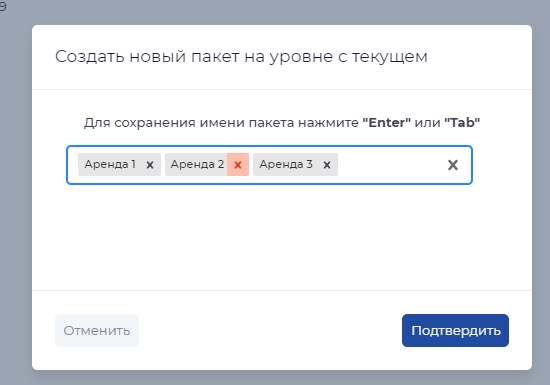 9
Создать новый пакет на уровне с текущем
Для сохранения имени пакета нажмите "Enter" или "Tab"
Аренда 1 Аренда 2 Аренда 3
Отменить Подтвердить